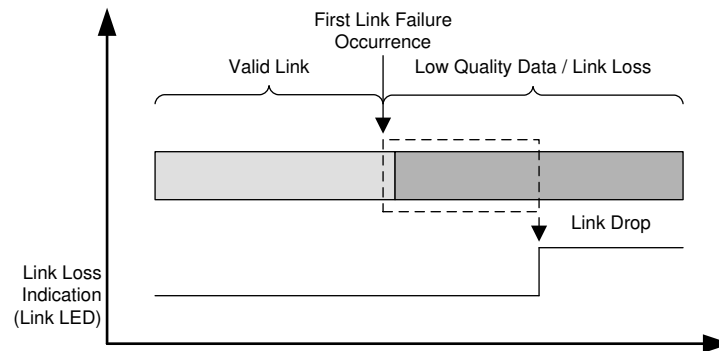 First Link Failure
Occurrence
Valid Link
Low Quality Data / Link Loss
Link Drop
Link Loss
Indication
(Link LED)